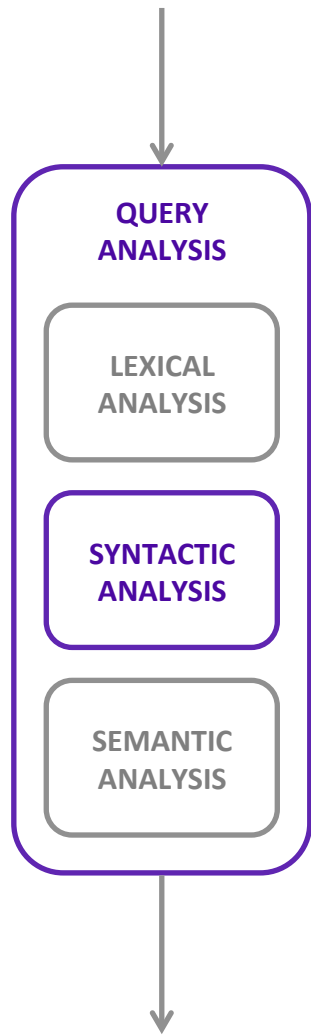 QUERY
ANALYSIS
LEXICAL
ANALYSIS
SYNTACTIC
ANALYSIS
SEMANTIC
ANALYSIS